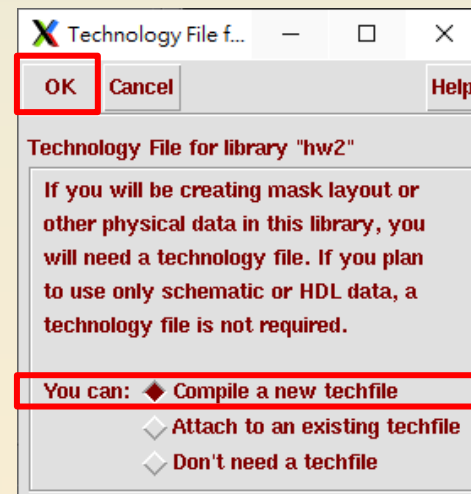 Technology File f...
OK Cancel Help
Technology File for library "hw2"
If you will be creating mask layout or
other physical data in this library, you
will need a technology file. If you plan
to use only schematic or HDL data, a
technology file is not required.
You can: Compile a new techfile
Attach to an existing techfile
Don't need a techfile